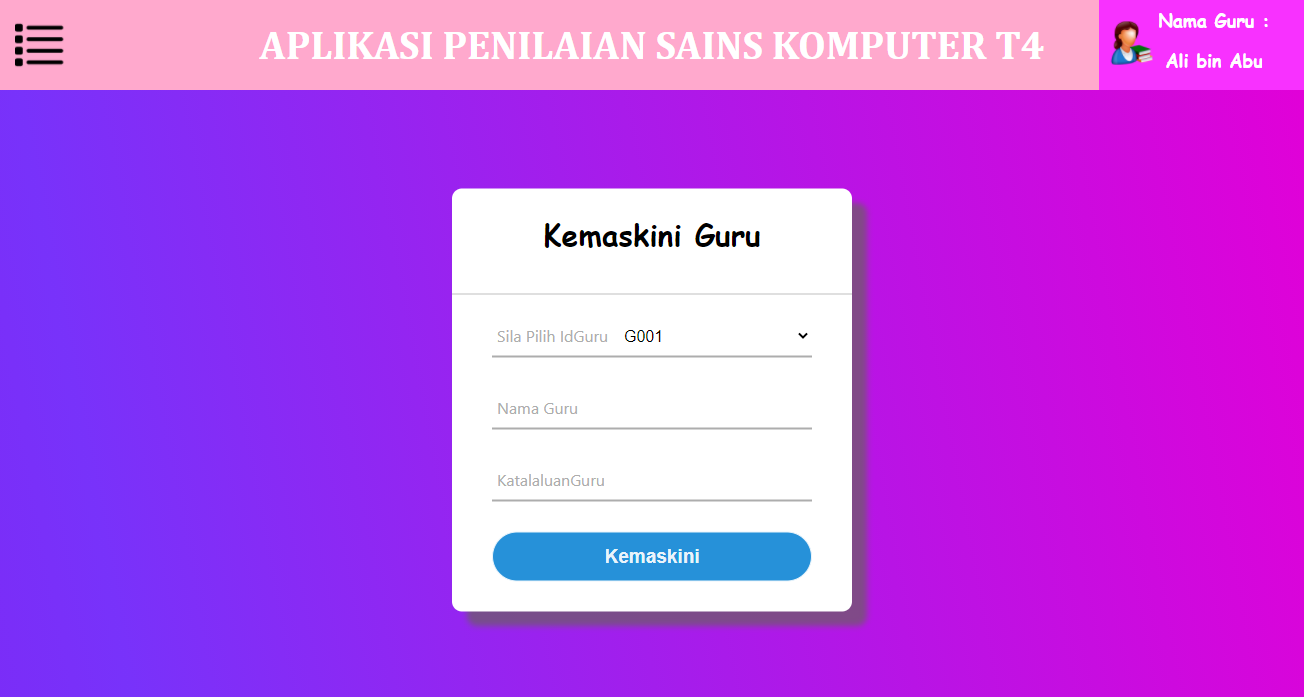 APLIKASI PENILAIAN SAINS KOMPUTER T4
Nama Guru :
Ali bin Abu
Kemaskini Guru
Sila Pilih IdGuru G001
Nama Guru
KatalaluanGuru
Kemaskini